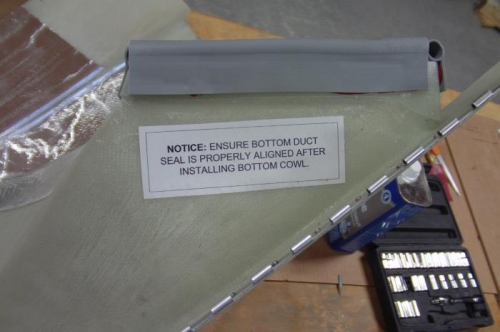 NOTICE: ENSURE BOTTOM DUCT
SEAL IS PROPERLY ALIGNED AFTER
INSTALLING BOTTOM COWL.